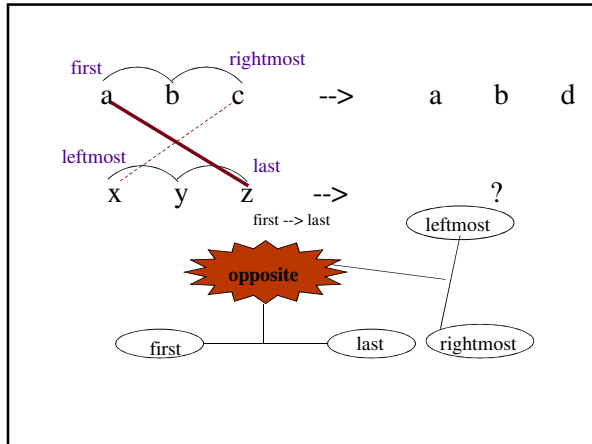 first rightmost
a b c --> a b d
leftmost last
x y z --> ?
first --> last
leftmost
opposite
first last rightmost